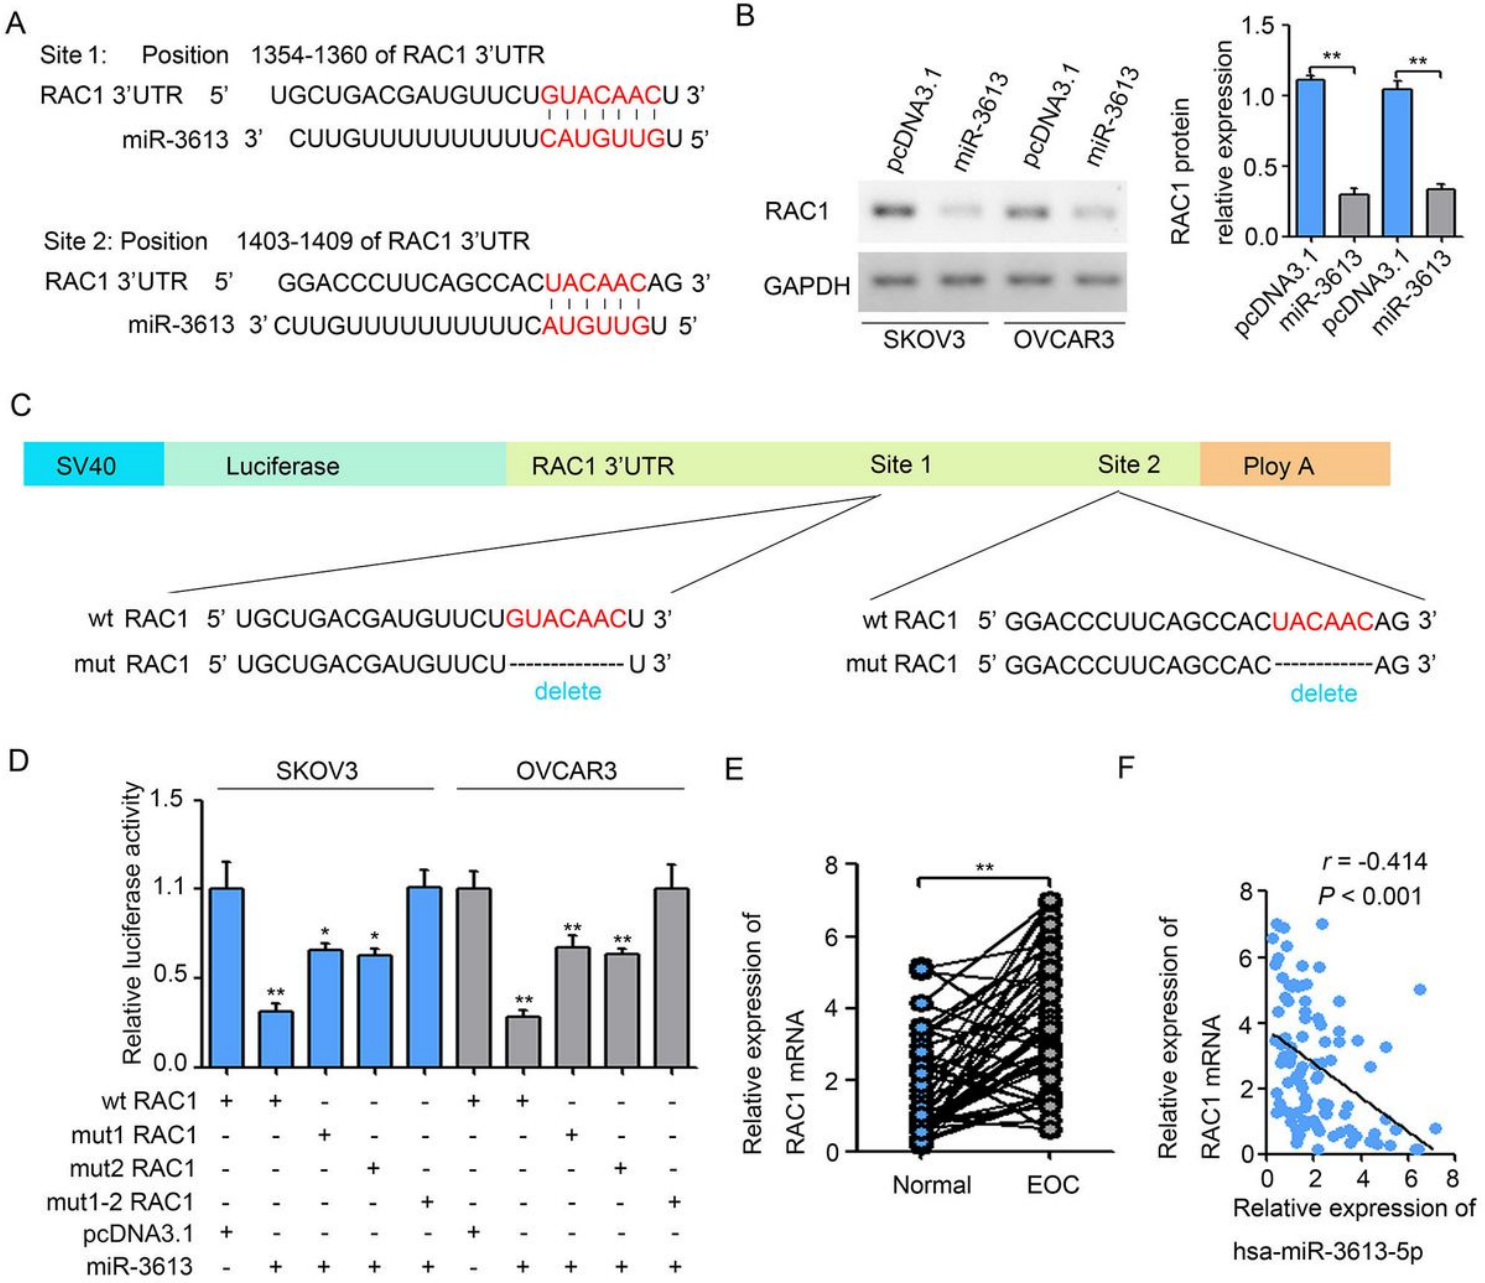 A
Site 1: Position 1354-1360 of RAC1 3'UTR
RAC1 3'UTR 5' UGCUGACGAUGUUCUGUACAACU 3'
miR-3613 3' CUUGUUUUUUUUUUUCAUGUUGU 5'
Site 2: Position 1403-1409 of RAC1 3'UTR
RAC1 3'UTR 5' GGACCCUUCAGCCACUACAACAG 3'
miR-3613 3' CUUGUUUUUUUUUUUCAUGUUGU 5'
B
pcDNA3.1 miR-3613 pcDNA3.1 miR-3613
RAC1
GAPDH
SKOV3 OVCAR3
RAC1 protein
relative expression
1.5
1.0
0.5
0.0
** **
pcDNA3.1 miR-3613 pcDNA3.1 miR-3613
C
SV40 Luciferase RAC1 3'UTR Site 1 Site 2 Ploy A
wt RAC1 5' UGCUGACGAUGUUCUGUACAACU 3'
mut RAC1 5' UGCUGACGAUGUUCU--------------U 3'
delete
wt RAC1 5' GGACCCUUCAGCCACUACAACAG 3'
mut RAC1 5' GGACCCUUCAGCCAC------------AG 3'
delete
D
SKOV3 OVCAR3
Relative luciferase activity
1.5
1.1
0.5
0.0
** * * ** ** **
wt RAC1 + + - - - + + - - -
mut1 RAC1 - - + - - - - + - -
mut2 RAC1 - - - + - - - - + -
mut1-2 RAC1 - - - - + - - - - +
pcDNA3.1 + - - - - + - - - -
miR-3613 - + + + + - + + + +
E
Relative expression of
RAC1 mRNA
8
6
4
2
0
**
Normal EOC
F
r = -0.414
P < 0.001
Relative expression of
RAC1 mRNA
8
6
4
2
0
0 2 4 6 8
Relative expression of
hsa-miR-3613-5p